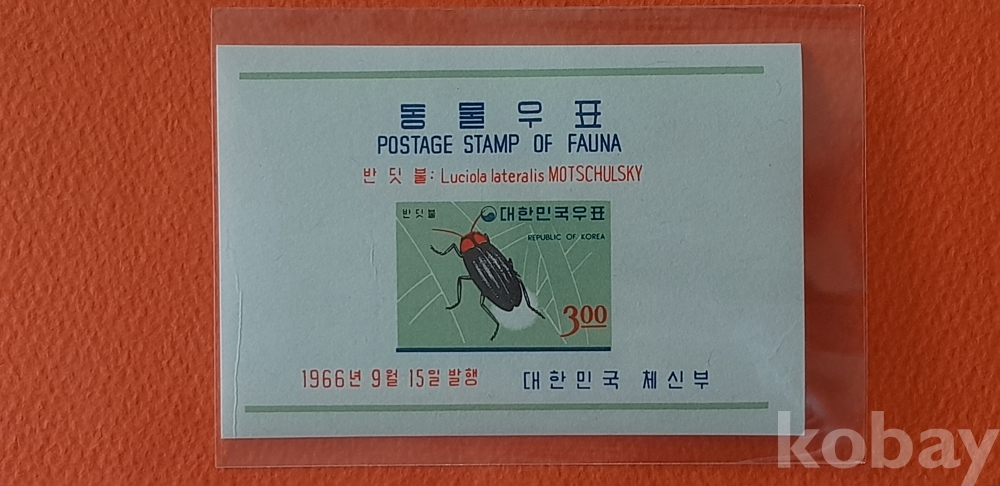 동물우표
POSTAGE STAMP OF FAUNA
반딧불: Luciola lateralis MOTSCHULSKY
반딧불 대한민국우표
REPUBLIC OF KOREA
3.00
1966년 9월 15일 발행 대한민국 체신부
kobay